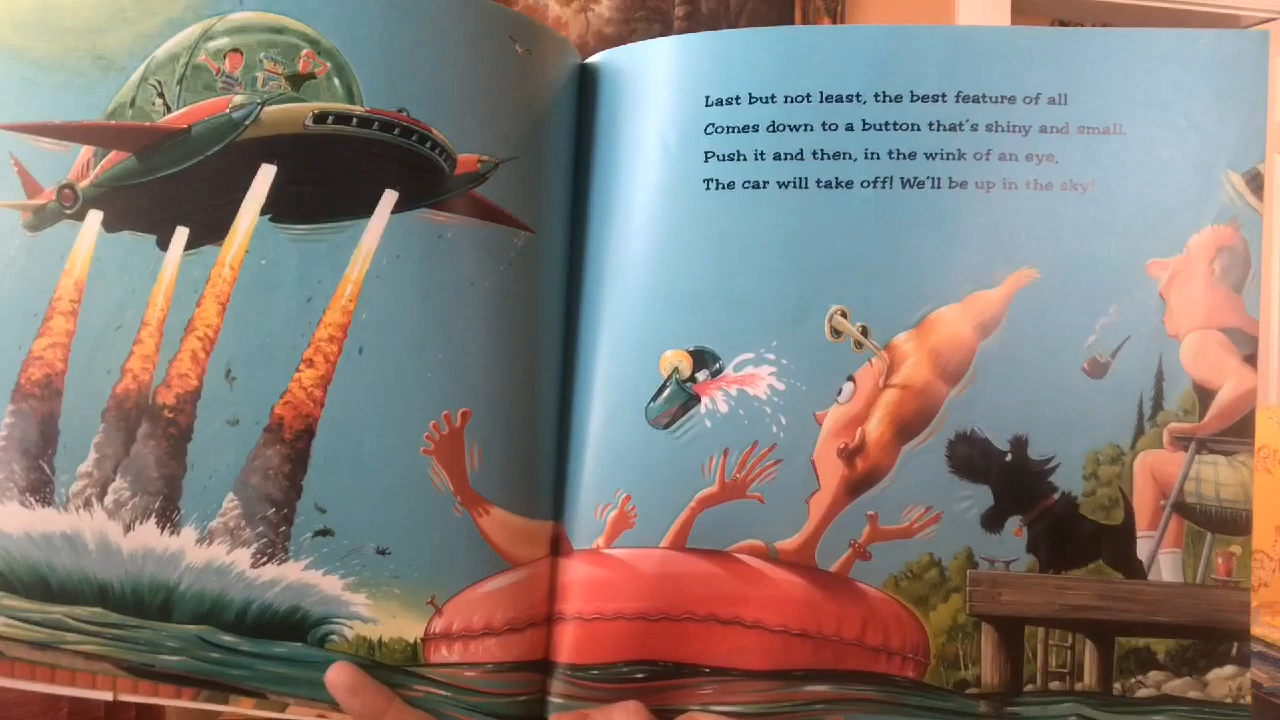 Last but not least, the best feature of all
Comes down to a button that's shiny and small.
Push it and then, in the wink of an eye,
The car will take off! We'll be up in the sky!